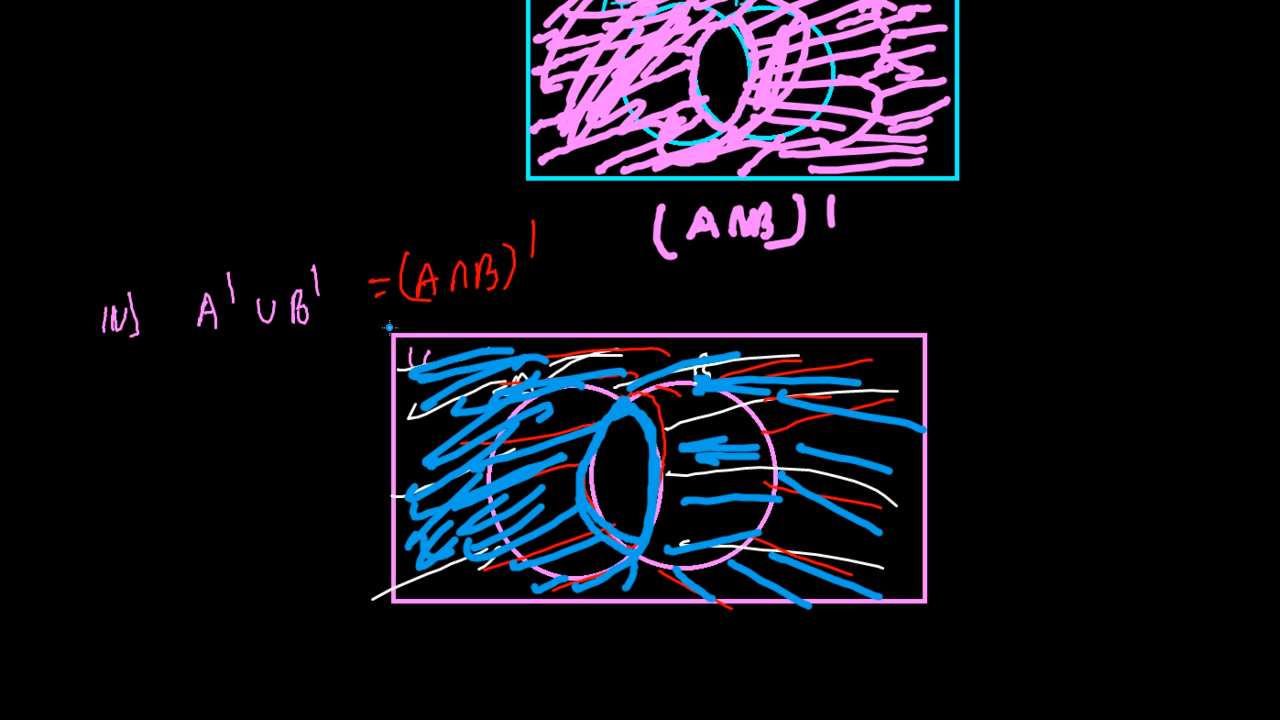 (A∩B)'
iv] A' ∪ B' = (A∩B)'
U
B